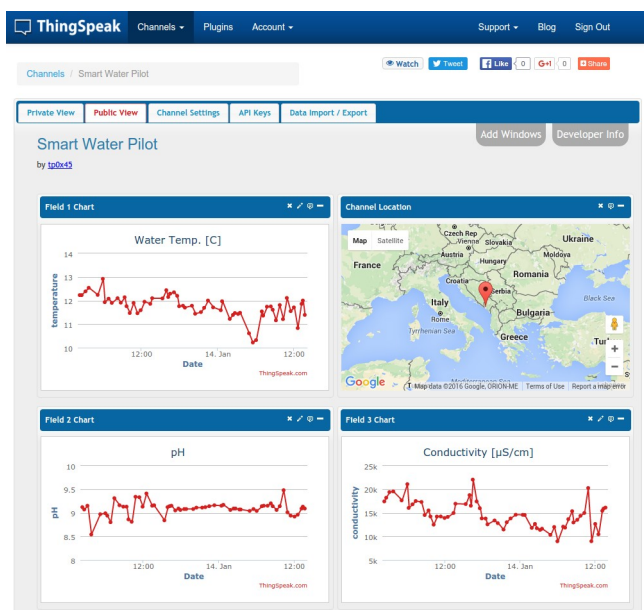 ThingSpeak Channels Plugins Account Support Blog Sign Out
Channels / Smart Water Pilot
Watch Tweet Like 0 G+1 0 Share
Private View Public View Channel Settings API Keys Data Import / Export
Add Windows Developer Info
Smart Water Pilot
by tp0x45
Field 1 Chart
Water Temp. [C]
temperature
14
13
12
11
10
12:00 14. Jan 12:00
Date
ThingSpeak.com
Channel Location
Map Satellite
Czech Rep
Vienna Slovakia
Ukraine
Austria
Hungary
Moldova
France
Romania
Croatia
Serbia
Italy
Black Sea
Rome
Bulgaria
Tyrrhenian Sea
Greece
+
−
Google Map data ©2016 Google, ORION-ME Terms of Use Report a map error
Field 2 Chart
pH
pH
10
9.5
9
8.5
8
12:00 14. Jan 12:00
Date
ThingSpeak.com
Field 3 Chart
Conductivity [µS/cm]
conductivity
25k
20k
15k
10k
5k
12:00 14. Jan 12:00
Date
ThingSpeak.com